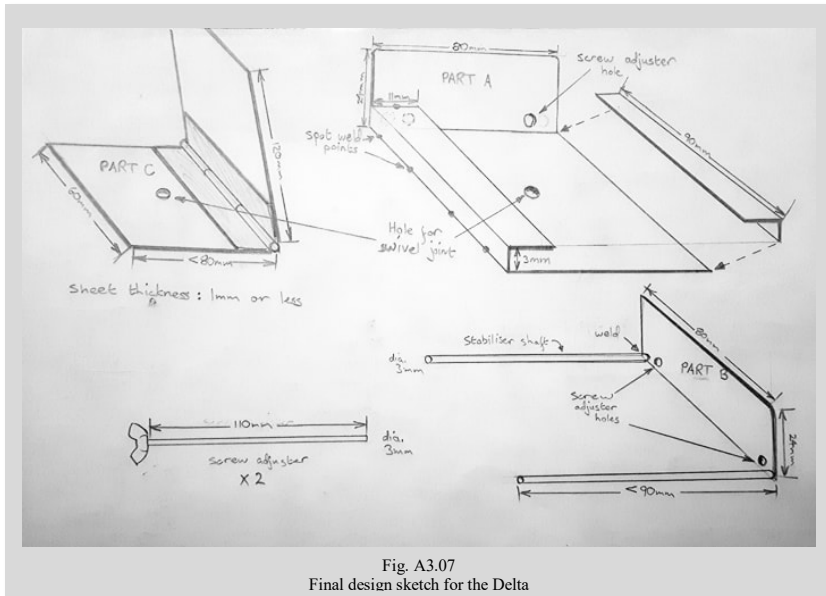 80mm
PART A
screw adjuster
hole
24mm
11mm
90mm
spot weld
points
120mm
PART C
60mm
<80mm
Hole for
swivel joint
3mm
Sheet thickness : 1mm or less
weld
Stabiliser shaft
dia.
3mm
80mm
PART B
Screw
adjuster
holes
24mm
<90mm
110mm
dia.
3mm
screw adjuster
X 2
Fig. A3.07
Final design sketch for the Delta